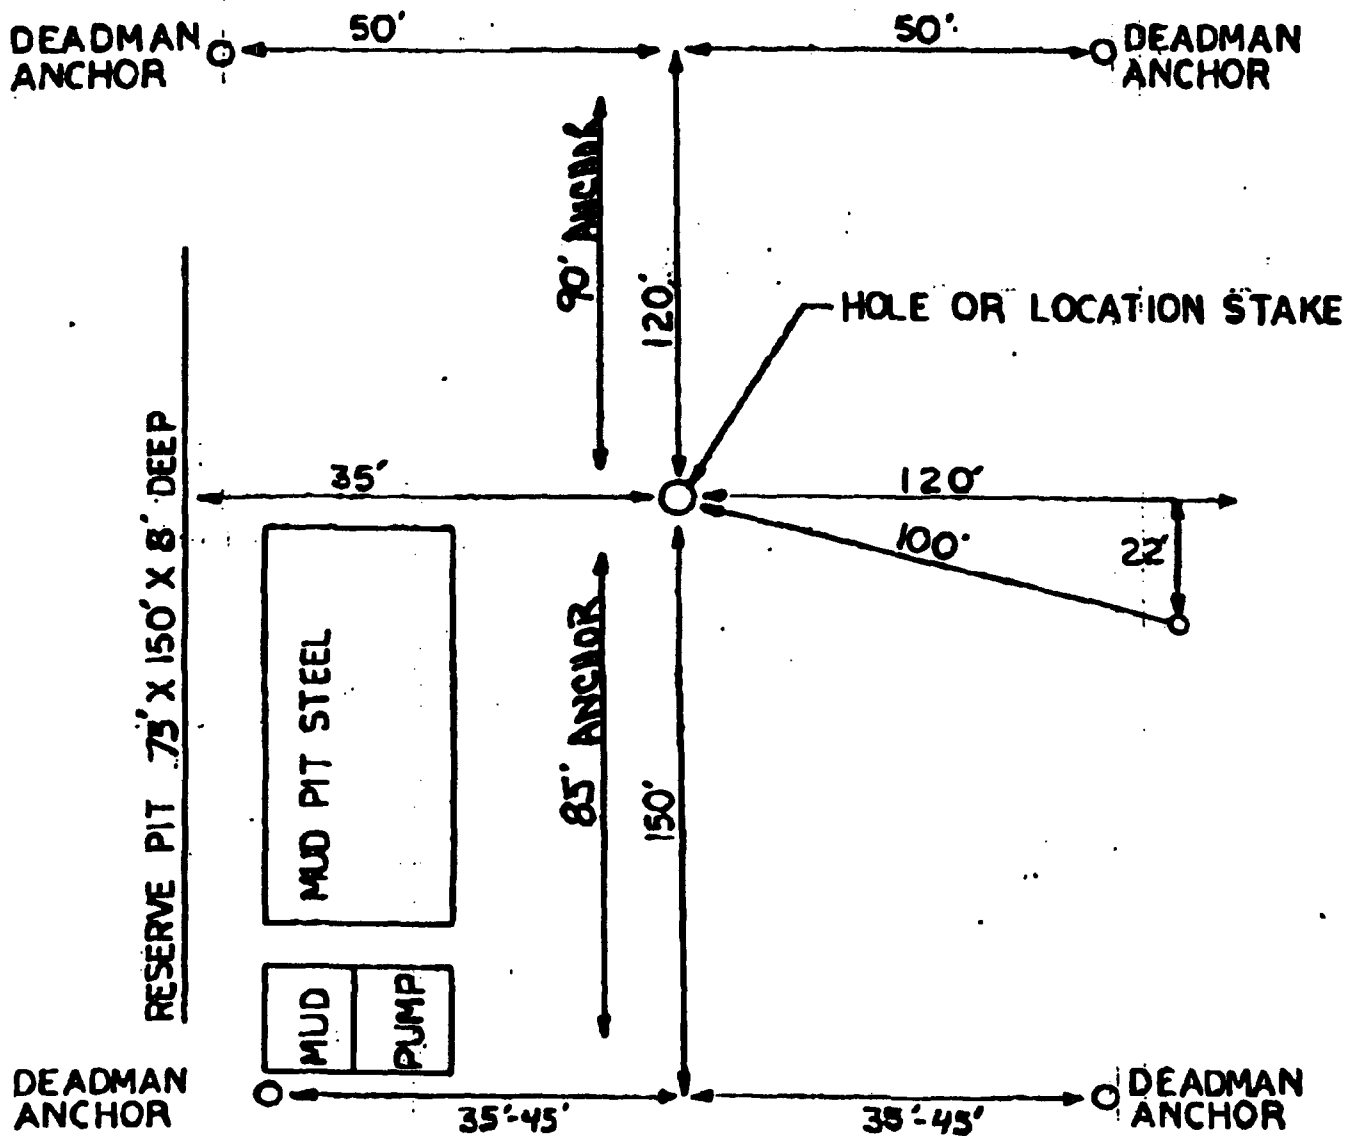 50'
50'
DEADMAN
ANCHOR
DEADMAN
ANCHOR
90' ANCHOR
120'
HOLE OR LOCATION STAKE
RESERVE PIT 75' X 150' X 8' DEEP
35'
120'
100'
22'
MUD PIT STEEL
85' ANCHOR
150'
MUD
PUMP
DEADMAN
ANCHOR
35'-45'
35'-45'
DEADMAN
ANCHOR